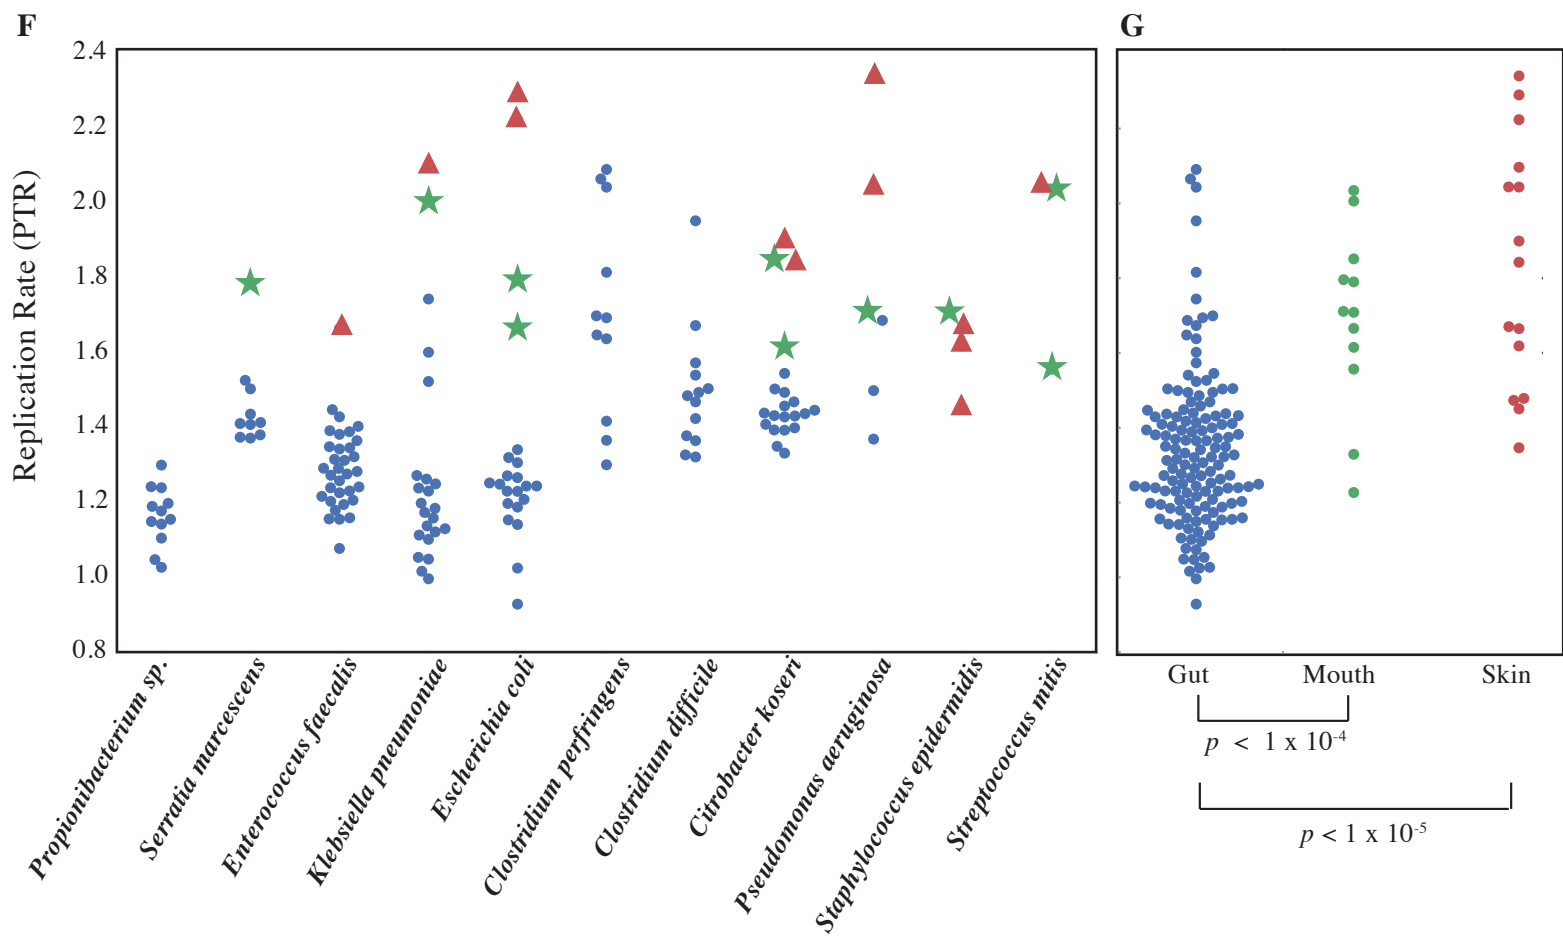 F
G
Replication Rate (PTR)
2.4
2.2
2.0
1.8
1.6
1.4
1.2
1.0
0.8
Propionibacterium sp.
Serratia marcescens
Enterococcus faecalis
Klebsiella pneumoniae
Escherichia coli
Clostridium perfringens
Clostridium difficile
Citrobacter koseri
Pseudomonas aeruginosa
Staphylococcus epidermidis
Streptococcus mitis
Gut Mouth Skin
p < 1 x 10-4
p < 1 x 10-5